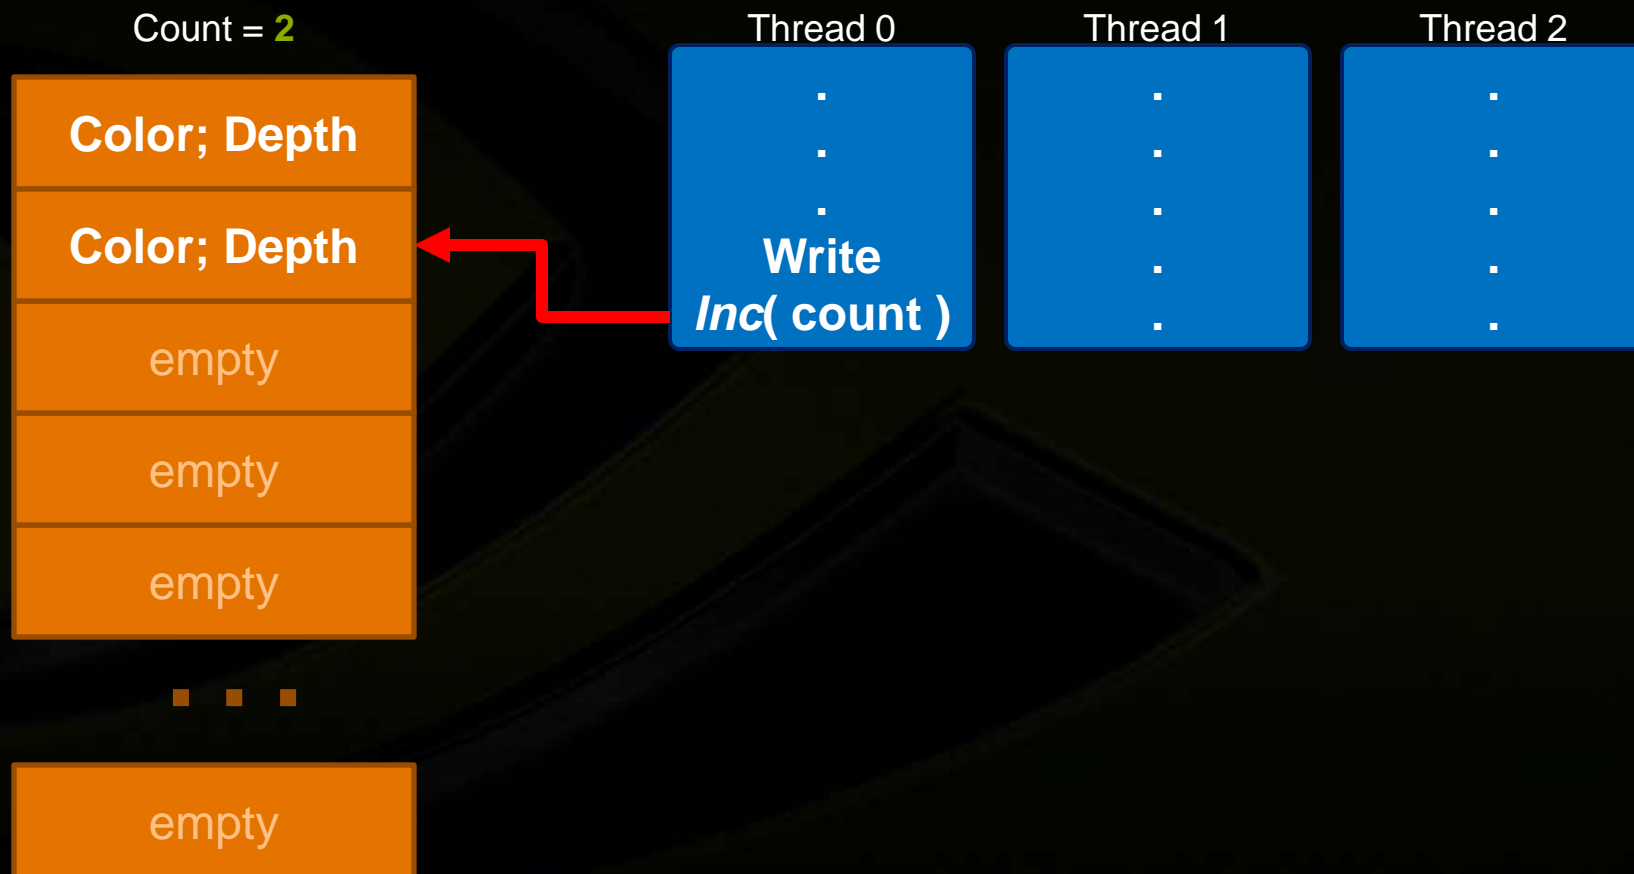 Count = 2
Color; Depth
Color; Depth
empty
empty
empty
. . .
empty
Thread 0
.
.
.
Write
Inc( count )
Thread 1
.
.
.
.
.
Thread 2
.
.
.
.
.